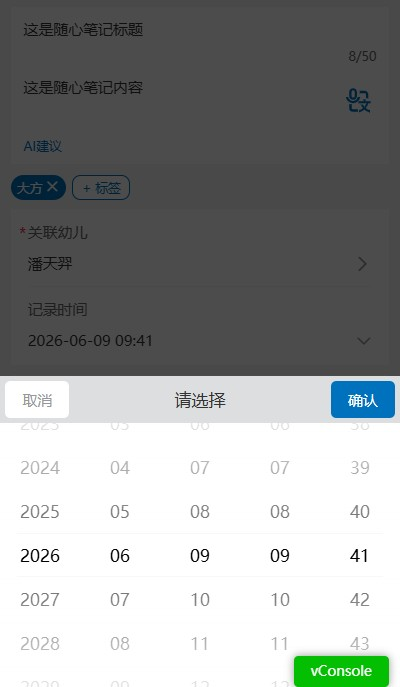 这是随心笔记标题
8/50
这是随心笔记内容
AI建议
大方 ✕ + 标签
*关联幼儿
潘天羿
记录时间
2026-06-09 09:41
取消 请选择 确认
2023 03 06 06 38
2024 04 07 07 39
2025 05 08 08 40
2026 06 09 09 41
2027 07 10 10 42
2028 08 11 11 43
vConsole